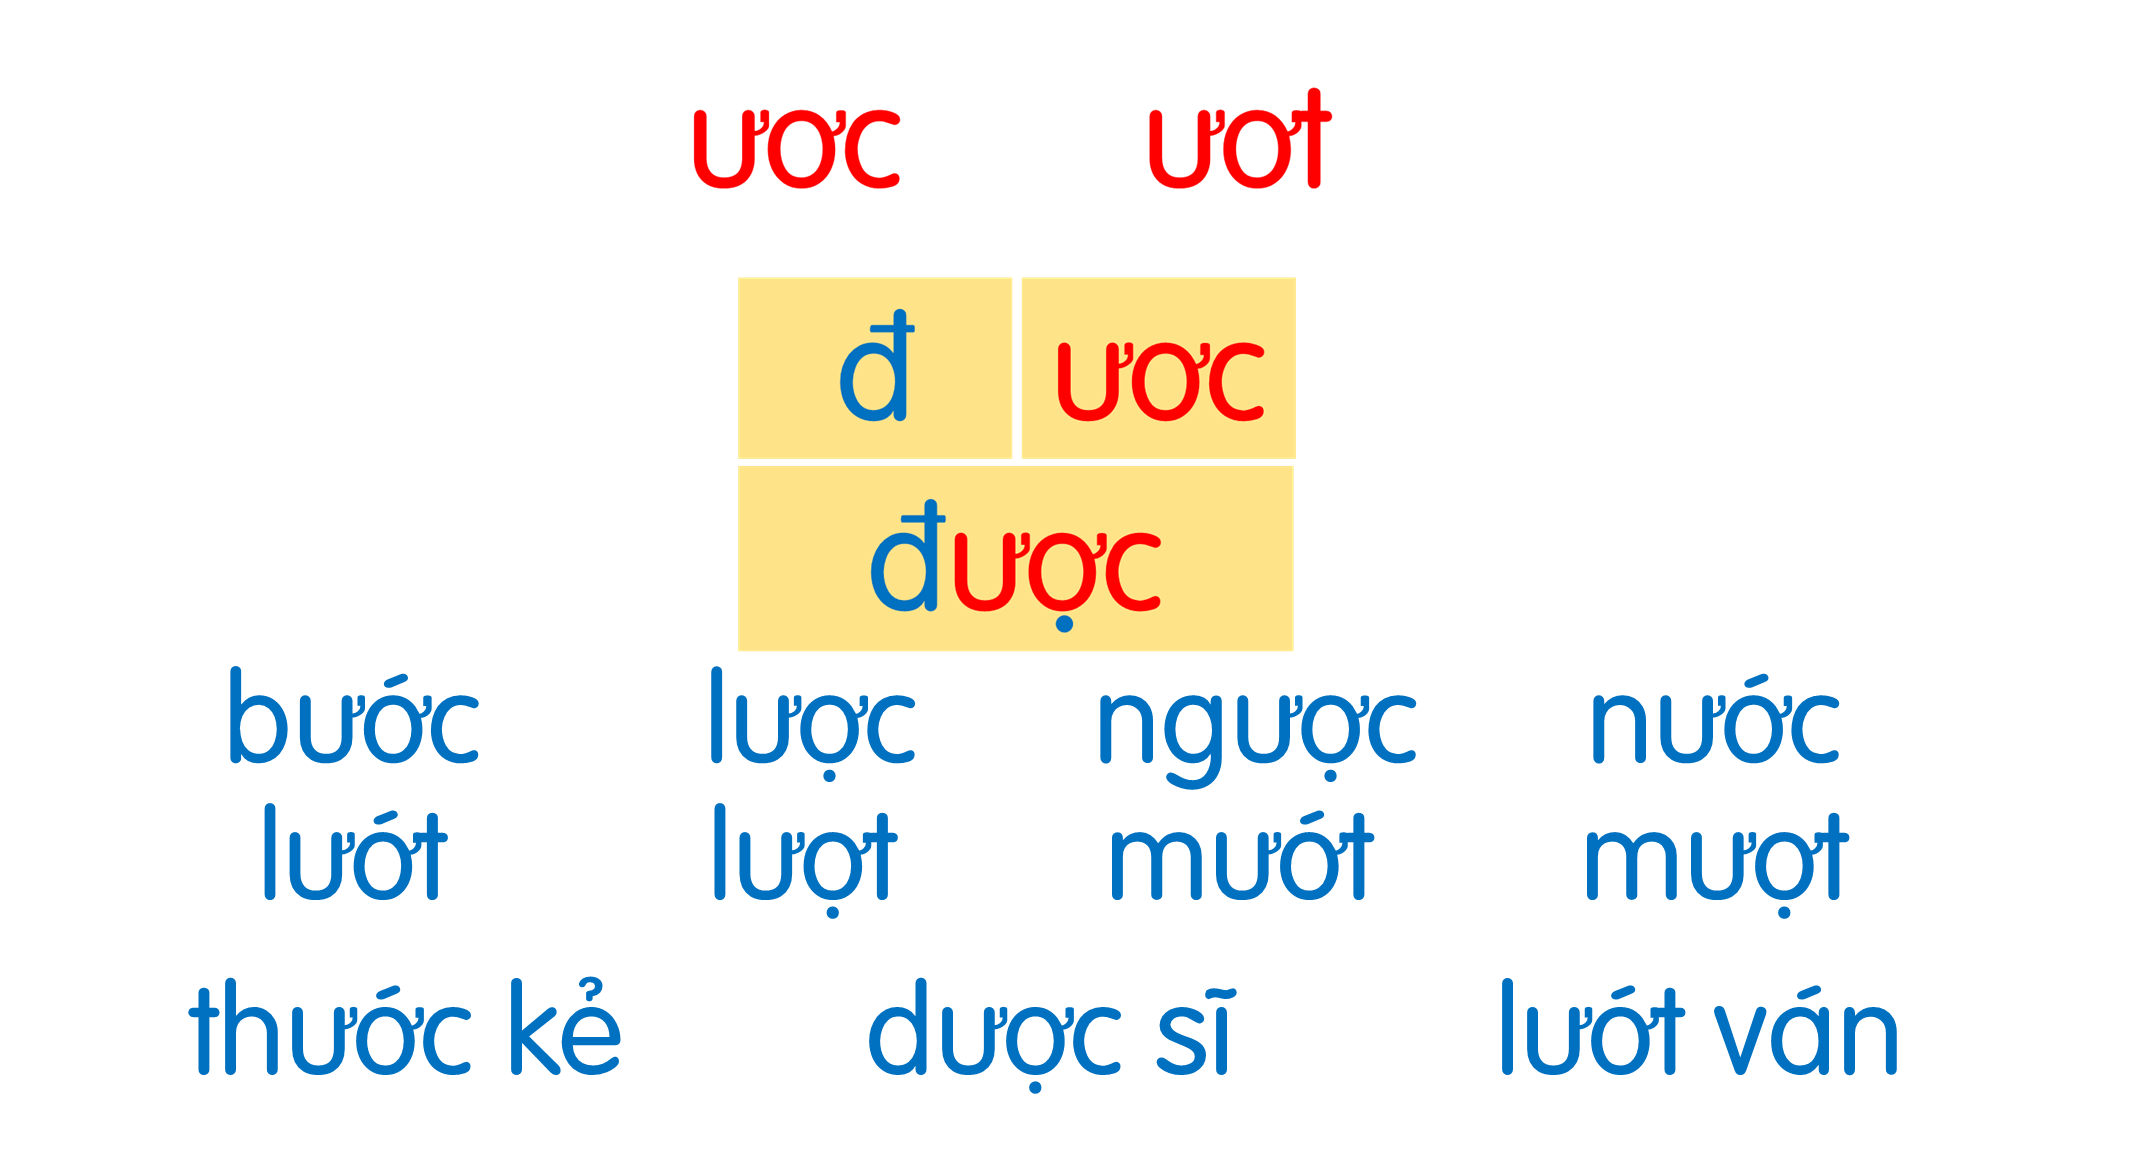 ươc ươt
đ ươc
được
bước lược ngược nước
lướt lượt mướt mượt
thước kẻ dược sĩ lướt ván